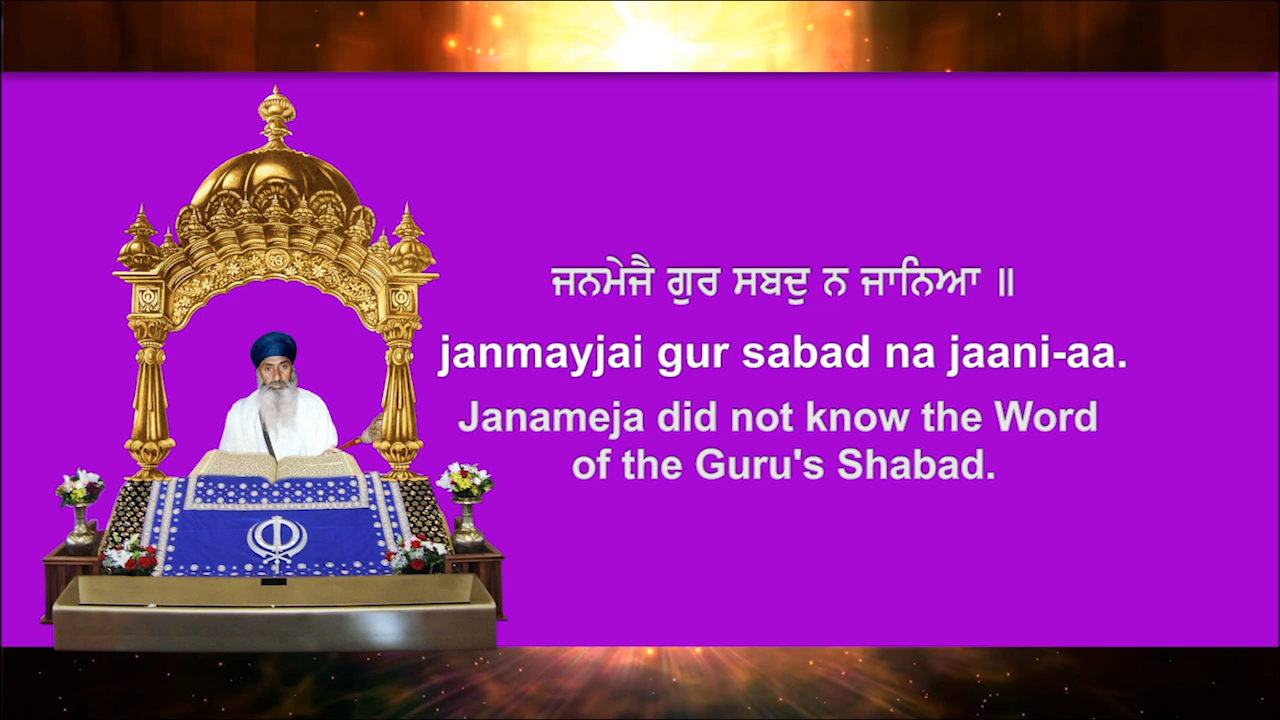 ਜਨਮੇਜੈ ਗੁਰ ਸਬਦੁ ਨ ਜਾਨਿਆ ॥
janmayjai gur sabad na jaani-aa.
Janameja did not know the Word
of the Guru's Shabad.